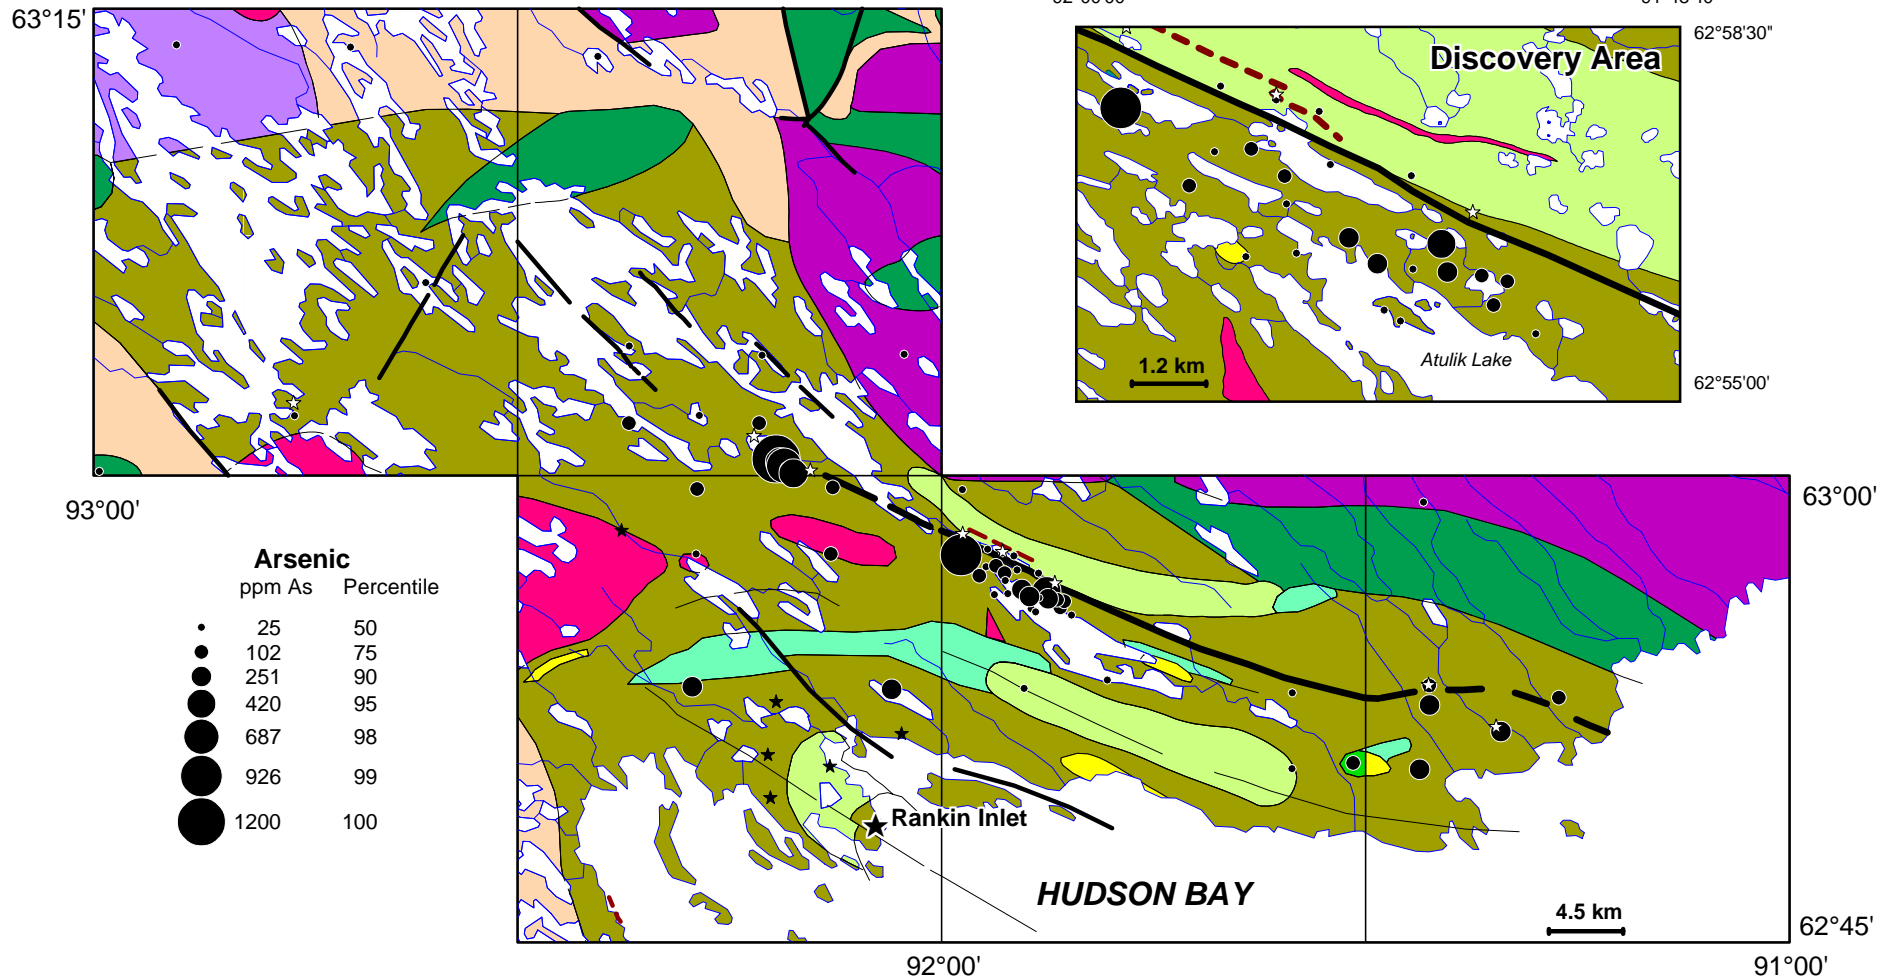 63°15'
Discovery Area
62°58'30"
1.2 km
Atulik Lake
62°55'00'
93°00'
63°00'
Arsenic
ppm As Percentile
25 50
102 75
251 90
420 95
687 98
926 99
1200 100
Rankin Inlet
HUDSON BAY
4.5 km
62°45'
92°00'
91°00'